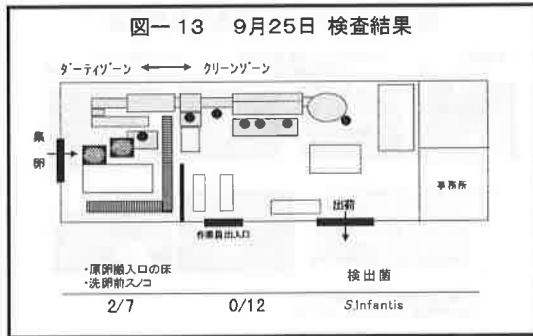 図ー13　9月25日 検査結果
ダーティゾーン ←→ クリーンゾーン
集卵
事務所
作業員出入口
出荷
・原卵搬入口の床
・洗卵前スノコ
検出菌
2/7
0/12
S.Infantis